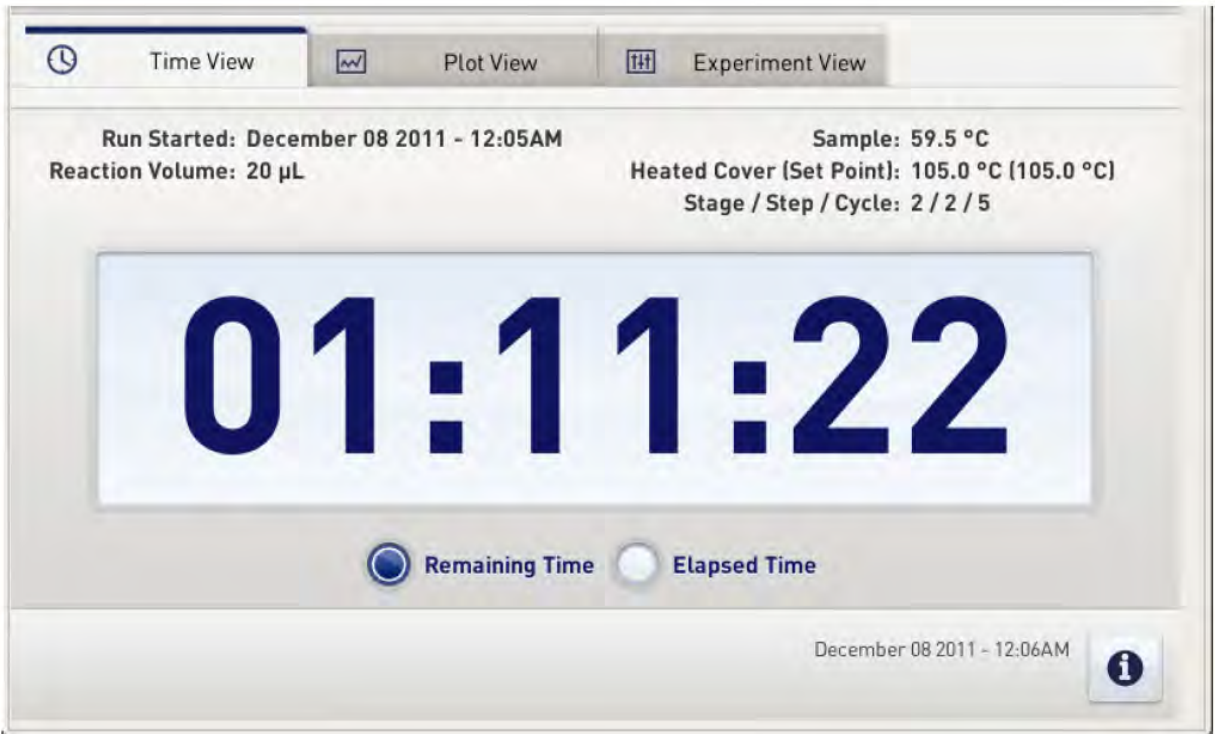 Time View
Plot View
Experiment View
Run Started: December 08 2011 - 12:05AM
Reaction Volume: 20 µL
Sample: 59.5 °C
Heated Cover (Set Point): 105.0 °C (105.0 °C)
Stage / Step / Cycle: 2 / 2 / 5
01:11:22
Remaining Time
Elapsed Time
December 08 2011 - 12:06AM